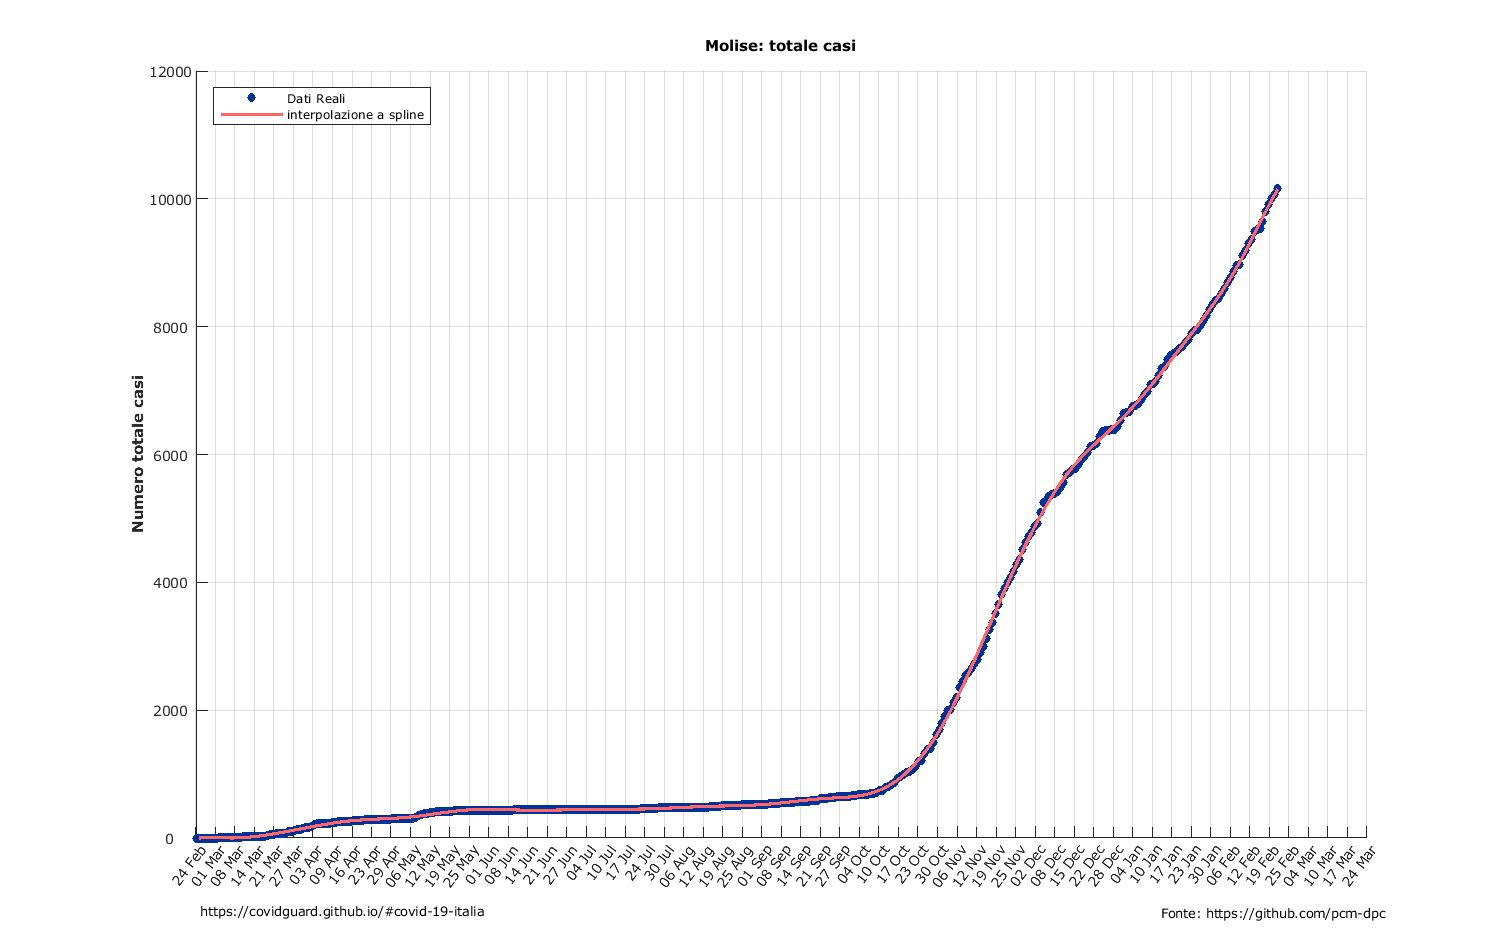 Molise: totale casi
12000
10000
8000
6000
4000
2000
0
Numero totale casi
Dati Reali
interpolazione a spline
24 Feb
01 Mar
08 Mar
14 Mar
21 Mar
27 Mar
03 Apr
09 Apr
16 Apr
23 Apr
29 Apr
06 May
12 May
19 May
25 May
01 Jun
08 Jun
14 Jun
21 Jun
27 Jun
04 Jul
10 Jul
17 Jul
24 Jul
30 Jul
06 Aug
12 Aug
19 Aug
25 Aug
01 Sep
08 Sep
14 Sep
21 Sep
27 Sep
04 Oct
10 Oct
17 Oct
23 Oct
30 Oct
06 Nov
12 Nov
19 Nov
25 Nov
02 Dec
08 Dec
15 Dec
22 Dec
28 Dec
04 Jan
10 Jan
17 Jan
23 Jan
30 Jan
06 Feb
12 Feb
19 Feb
25 Feb
04 Mar
10 Mar
17 Mar
24 Mar
https://covidguard.github.io/#covid-19-italia
Fonte: https://github.com/pcm-dpc